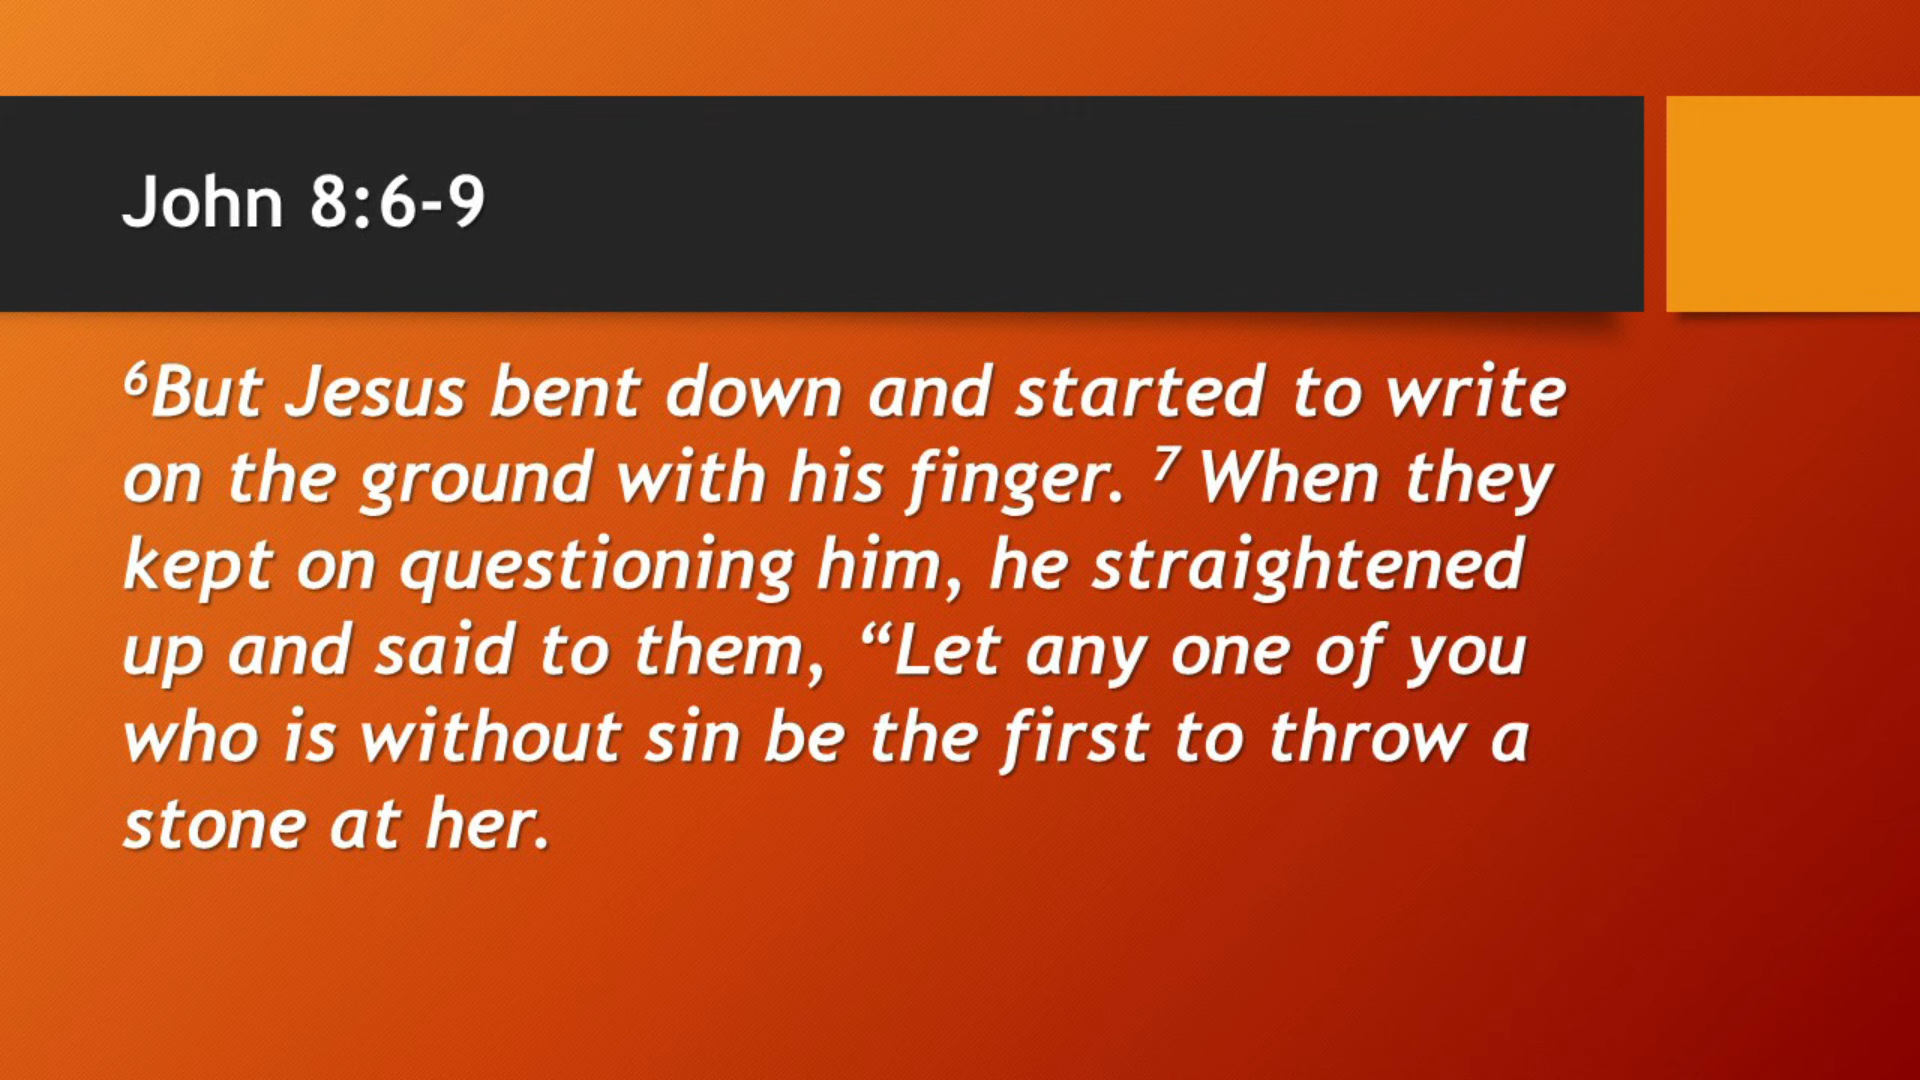 John 8:6-9
⁶But Jesus bent down and started to write
on the ground with his finger. ⁷ When they
kept on questioning him, he straightened
up and said to them, “Let any one of you
who is without sin be the first to throw a
stone at her.